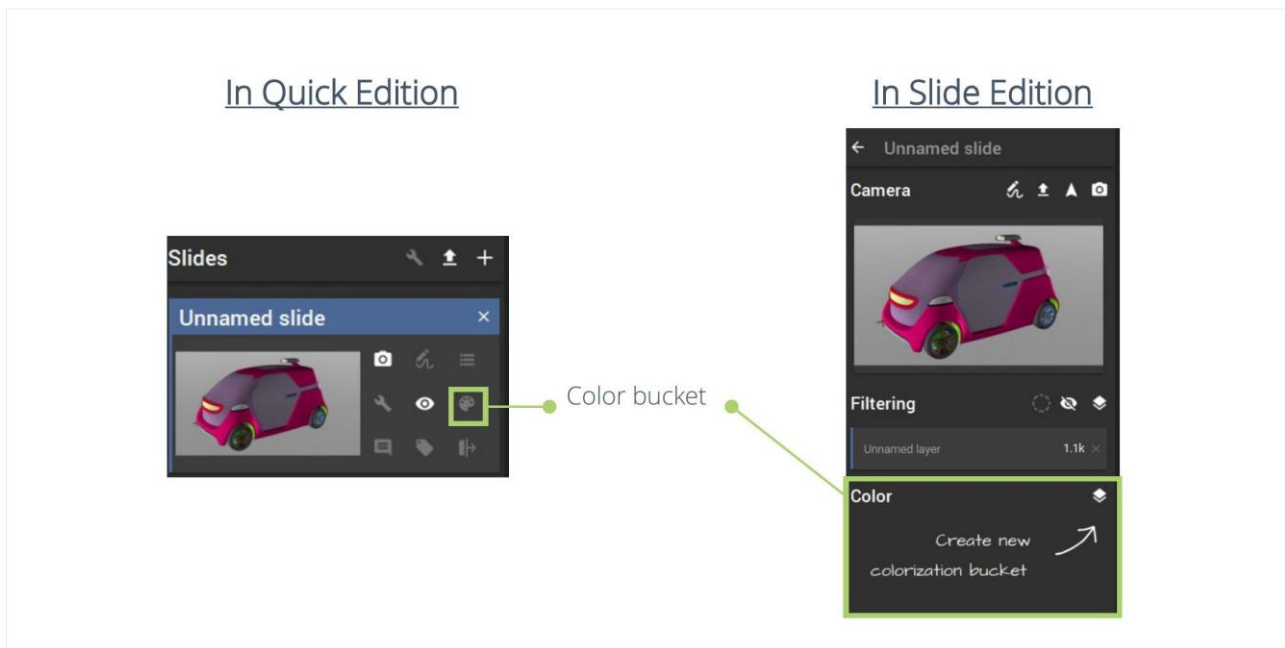 In Quick Edition
In Slide Edition
Unnamed slide
Camera
Slides
Unnamed slide
Color bucket
Filtering
Unnamed layer 1.1k
Color
Create new
colorization bucket